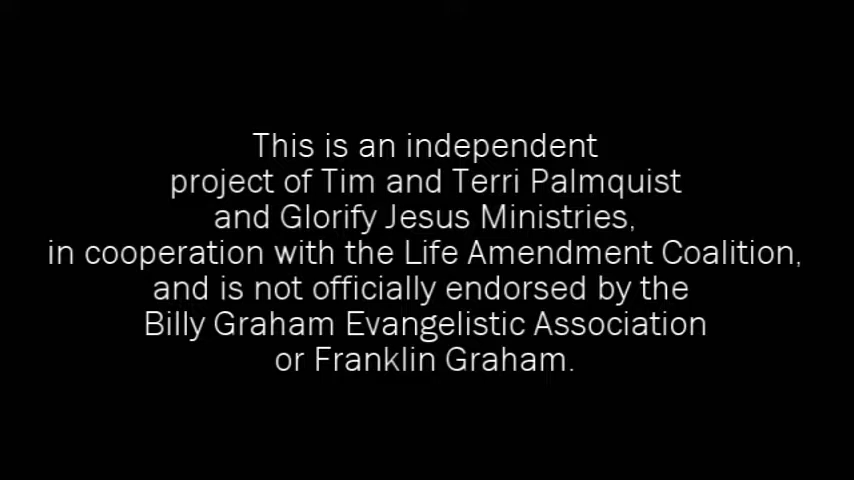 This is an independent
project of Tim and Terri Palmquist
and Glorify Jesus Ministries,
in cooperation with the Life Amendment Coalition,
and is not officially endorsed by the
Billy Graham Evangelistic Association
or Franklin Graham.